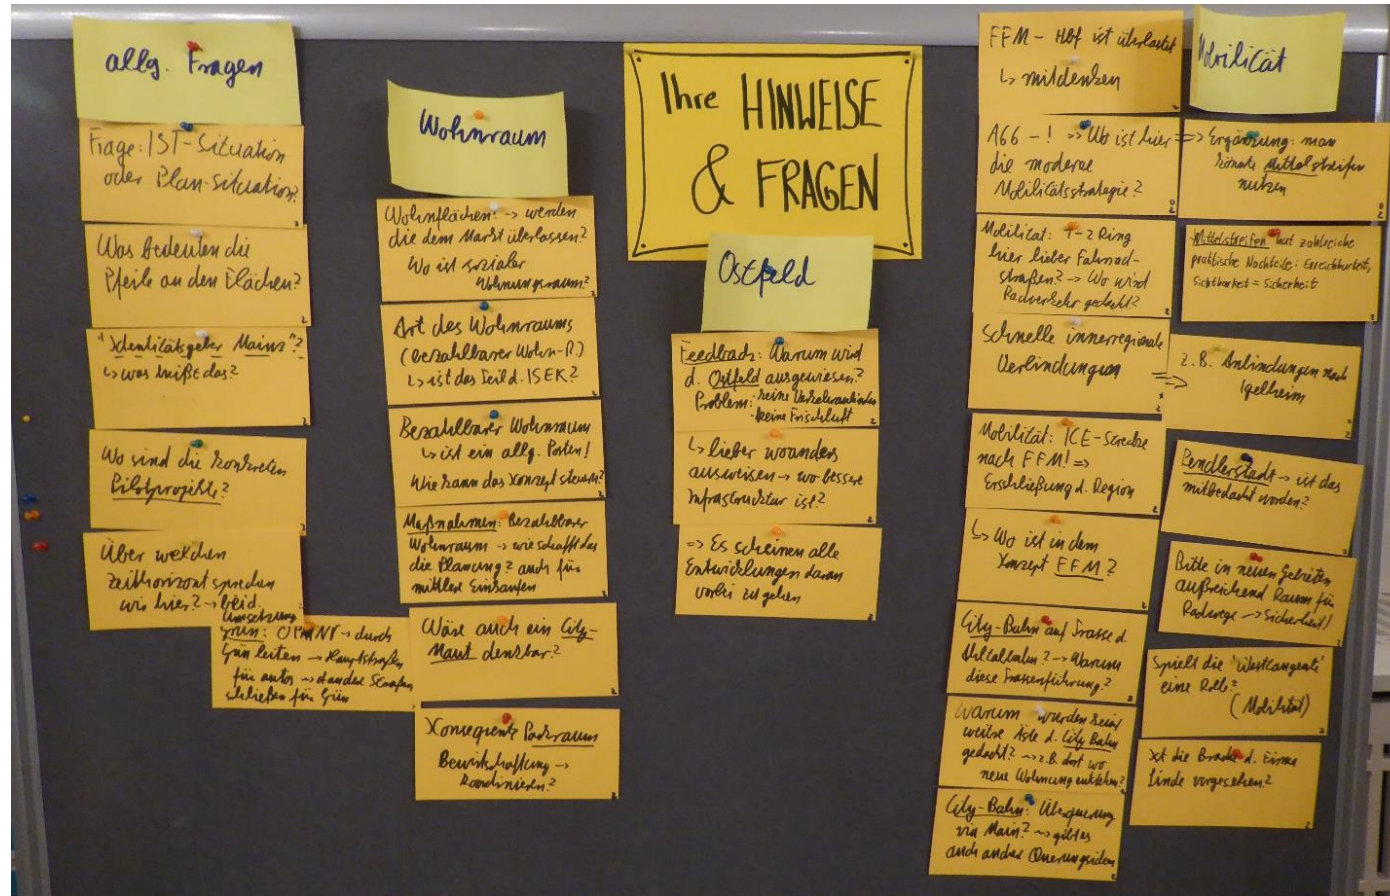 Ihre HINWEISE
& FRAGEN
allg. Fragen
Frage: IST-Situation
oder Plan-Situation?
Was bedeuten die
Pfeile an den Flächen?
"Identitätsgeber Mainz"?
↳ was heißt das?
Wo sind die konkreten
Pilotprojekte?
Über welchen
Zeithorizont sprechen
wir hier? → beid
Umsetzung
Grün: ÖPNV → durch
Grün leiten → Hauptstraßen
für autos → andere Straßen
schließen für Grün
Wohnraum
Wohnflächen: → werden
die dem Markt überlassen?
Wo ist sozialer
Wohnungsraum?
Art des Wohnraums
(bezahlbarer Wohn-R.)
↳ ist das Teil d. ISEK?
Bezahlbarer Wohnraum
↳ ist ein allg. Posten!
Wie kann das Konzept steuern?
Maßnahmen: Bezahlbarer
Wohnraum → wie schafft das
die Planung? auch für
mittlere Einkommen
Wäre auch ein City-
Maut denkbar?
Konsequente Parkraum
Bewirtschaftung →
Koordinieren?
Ostfeld
Feedback: Warum wird
d. Ostfeld ausgewiesen?
Problem:
keine Frischluft
↳ lieber woanders
ausweisen → wo bessere
Infrastruktur ist?
=> Es scheinen alle
Entwicklungen daran
vorbei zu gehen
Mobilität
FFM - Hbf ist überlastet
↳ mitdenken
A66 - ! => Wo ist hier
die moderne
Mobilitätsstrategie?
=> Ergänzung: man
könnte Mittelstreifen
nutzen
Mobilität: 1-2 Ring
hier lieber Fahrrad-
straßen? → Wo wird
Radverkehr gedacht?
Mittelstreifen hat zahlreiche
praktische Nachteile: Erreichbarkeit,
Sichtbarkeit = Sicherheit
Schnelle innerregionale
Verbindungen =>
z.B. Anbindungen nach
Igelheim
Mobilität: ICE-Strecke
nach FFM! =>
Erschließung d. Region
Pendlerstadt → ist das
mitbedacht worden?
↳ Wo ist in dem
Konzept FFM?
Bitte in neuen Gebieten
aufreichend Raum für
Radwege → Sicherheit!
City-Bahn auf Trasse d.
Aartalbahn? → Warum
diese Trassenführung?
Spielt die 'Westtangente'
eine Rolle?
(Mobilität)
Warum wurden keine
weitere Äste d. City Bahn
gedacht? → z.B. dort wo
neue Wohnung entstehen?
Ist die Brache d. Firma
Linde vorgesehen?
City-Bahn: Überquerung
via Main? → gibt es
auch andere Querungsideen